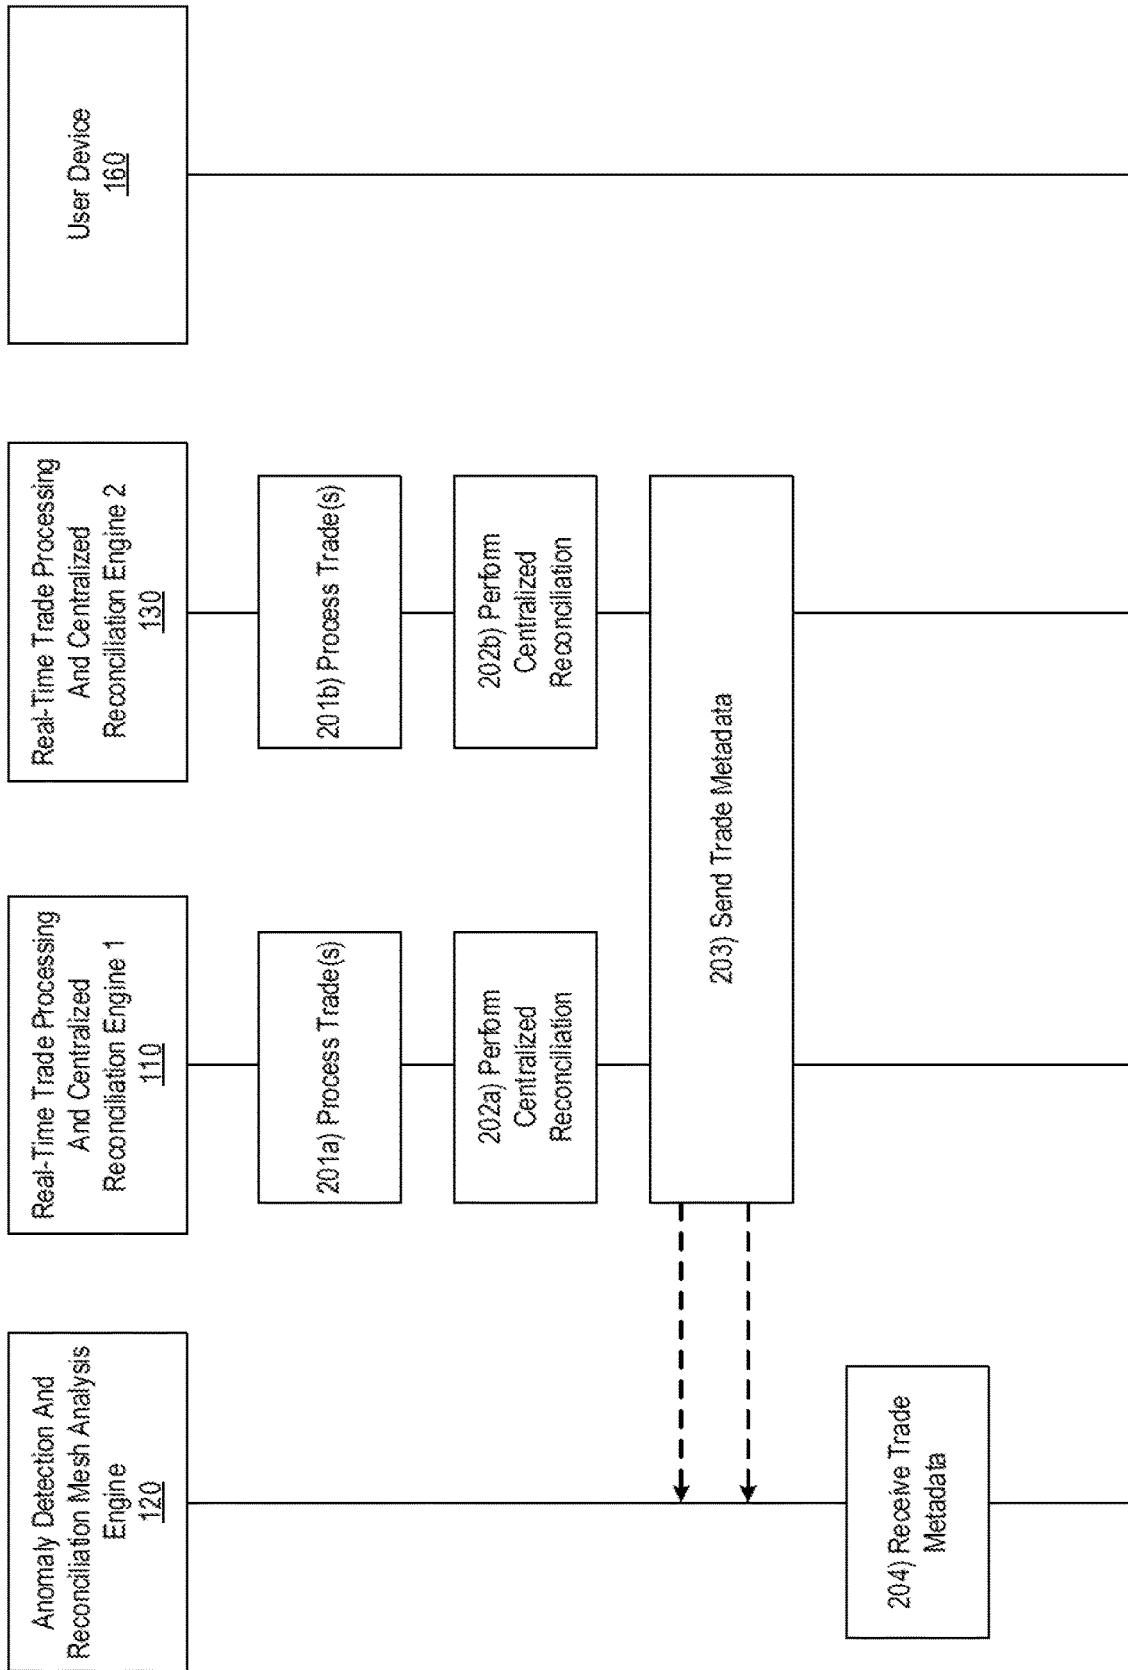 Anomaly Detection And
Reconciliation Mesh Analysis
Engine
120
Real-Time Trade Processing
And Centralized
Reconciliation Engine 1
110
Real-Time Trade Processing
And Centralized
Reconciliation Engine 2
130
User Device
160
201a) Process Trade(s)
201b) Process Trade(s)
202a) Perform
Centralized
Reconciliation
202b) Perform
Centralized
Reconciliation
203) Send Trade Metadata
204) Receive Trade
Metadata